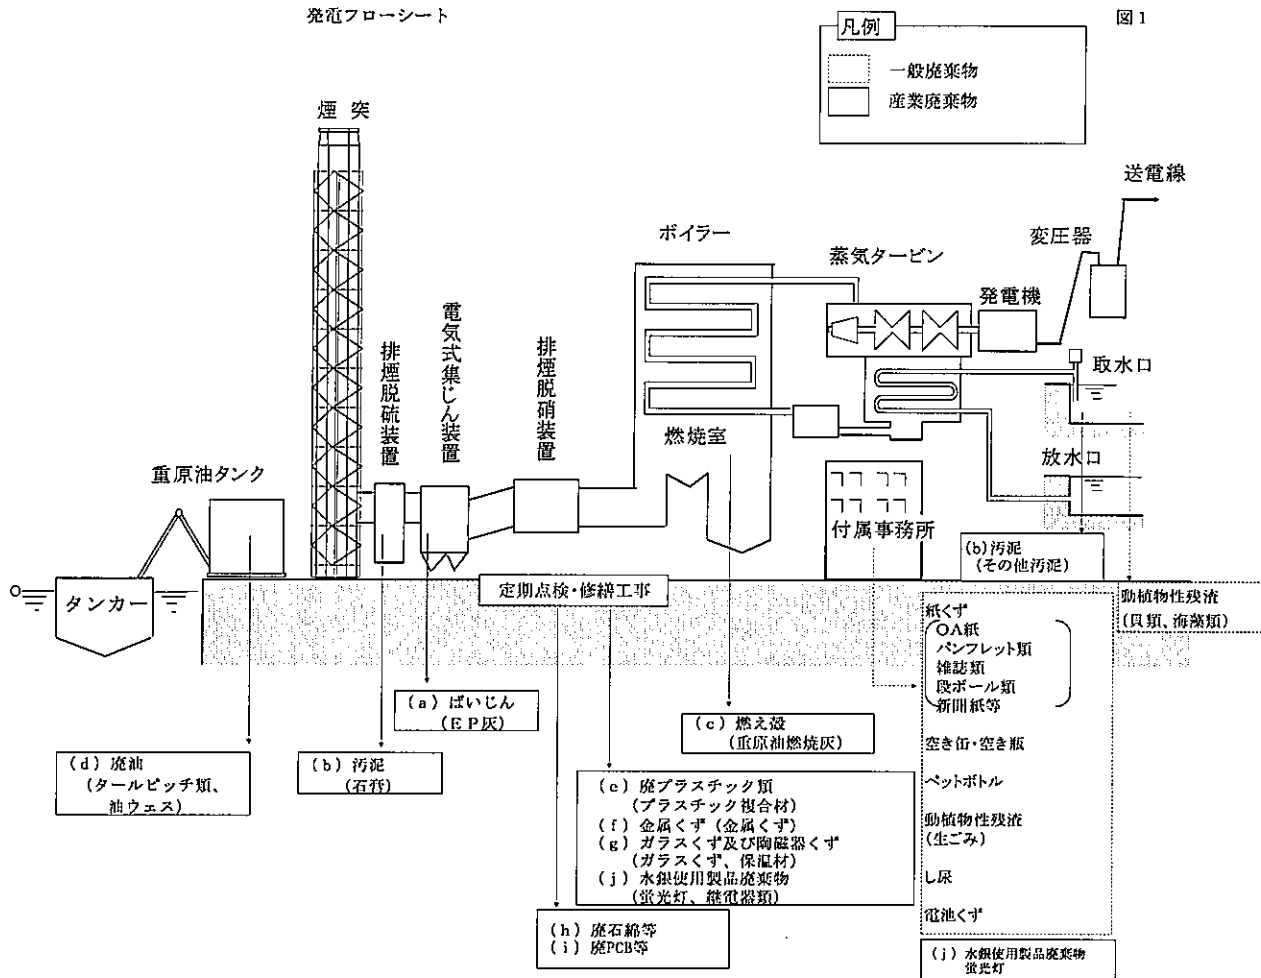 発電フローシート
図1
凡例
一般廃棄物
産業廃棄物
煙突
送電線
変圧器
ボイラー
蒸気タービン
発電機
電気式集じん装置
排煙脱硫装置
排煙脱硝装置
取水口
燃焼室
放水口
重原油タンク
付属事務所
(b)汚泥
(その他汚泥)
定期点検・修繕工事
タンカー
動植物性残渣
(貝類、海藻類)
紙くず
OA紙
パンフレット類
雑誌類
段ボール類
新聞紙等
(a) ばいじん
(EP灰)
(c) 燃え殻
(重原油燃焼灰)
(d) 廃油
(タールピッチ類、
油ウェス)
(b) 汚泥
(石膏)
空き缶・空き瓶
ペットボトル
(e) 廃プラスチック類
(プラスチック複合材)
(f) 金属くず (金属くず)
(g) ガラスくず及び陶磁器くず
(ガラスくず、保温材)
(j) 水銀使用製品廃棄物
(蛍光灯、継電器類)
動植物性残渣
(生ごみ)
し尿
電池くず
(h) 廃石綿等
(i) 廃PCB等
(j) 水銀使用製品廃棄物
蛍光灯